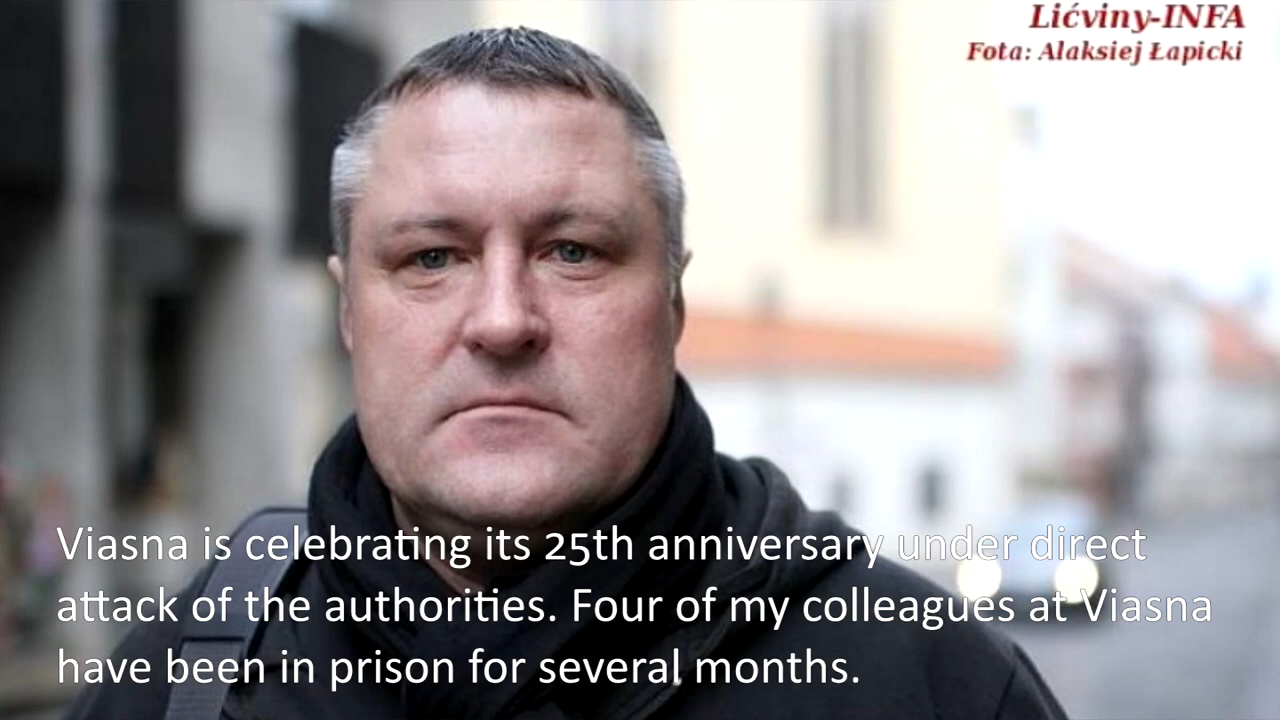 Lićviny-INFA
Fota: Alaksiej Łapicki
Viasna is celebrating its 25th anniversary under direct
attack of the authorities. Four of my colleagues at Viasna
have been in prison for several months.